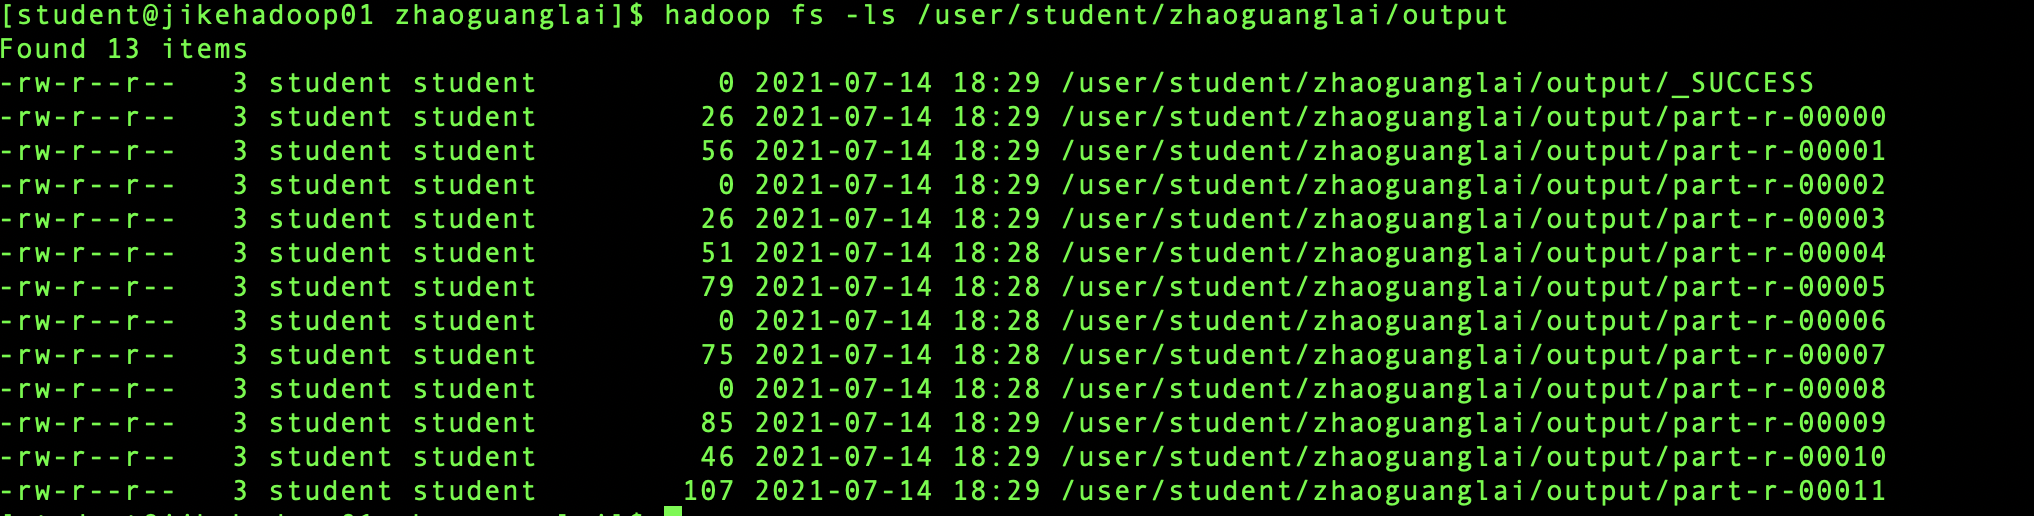 [student@jikehadoop01 zhaoguanglai]$ hadoop fs -ls /user/student/zhaoguanglai/output
Found 13 items
-rw-r--r--   3 student student          0 2021-07-14 18:29 /user/student/zhaoguanglai/output/_SUCCESS
-rw-r--r--   3 student student         26 2021-07-14 18:29 /user/student/zhaoguanglai/output/part-r-00000
-rw-r--r--   3 student student         56 2021-07-14 18:29 /user/student/zhaoguanglai/output/part-r-00001
-rw-r--r--   3 student student          0 2021-07-14 18:29 /user/student/zhaoguanglai/output/part-r-00002
-rw-r--r--   3 student student         26 2021-07-14 18:29 /user/student/zhaoguanglai/output/part-r-00003
-rw-r--r--   3 student student         51 2021-07-14 18:28 /user/student/zhaoguanglai/output/part-r-00004
-rw-r--r--   3 student student         79 2021-07-14 18:28 /user/student/zhaoguanglai/output/part-r-00005
-rw-r--r--   3 student student          0 2021-07-14 18:28 /user/student/zhaoguanglai/output/part-r-00006
-rw-r--r--   3 student student         75 2021-07-14 18:28 /user/student/zhaoguanglai/output/part-r-00007
-rw-r--r--   3 student student          0 2021-07-14 18:28 /user/student/zhaoguanglai/output/part-r-00008
-rw-r--r--   3 student student         85 2021-07-14 18:29 /user/student/zhaoguanglai/output/part-r-00009
-rw-r--r--   3 student student         46 2021-07-14 18:29 /user/student/zhaoguanglai/output/part-r-00010
-rw-r--r--   3 student student        107 2021-07-14 18:29 /user/student/zhaoguanglai/output/part-r-00011